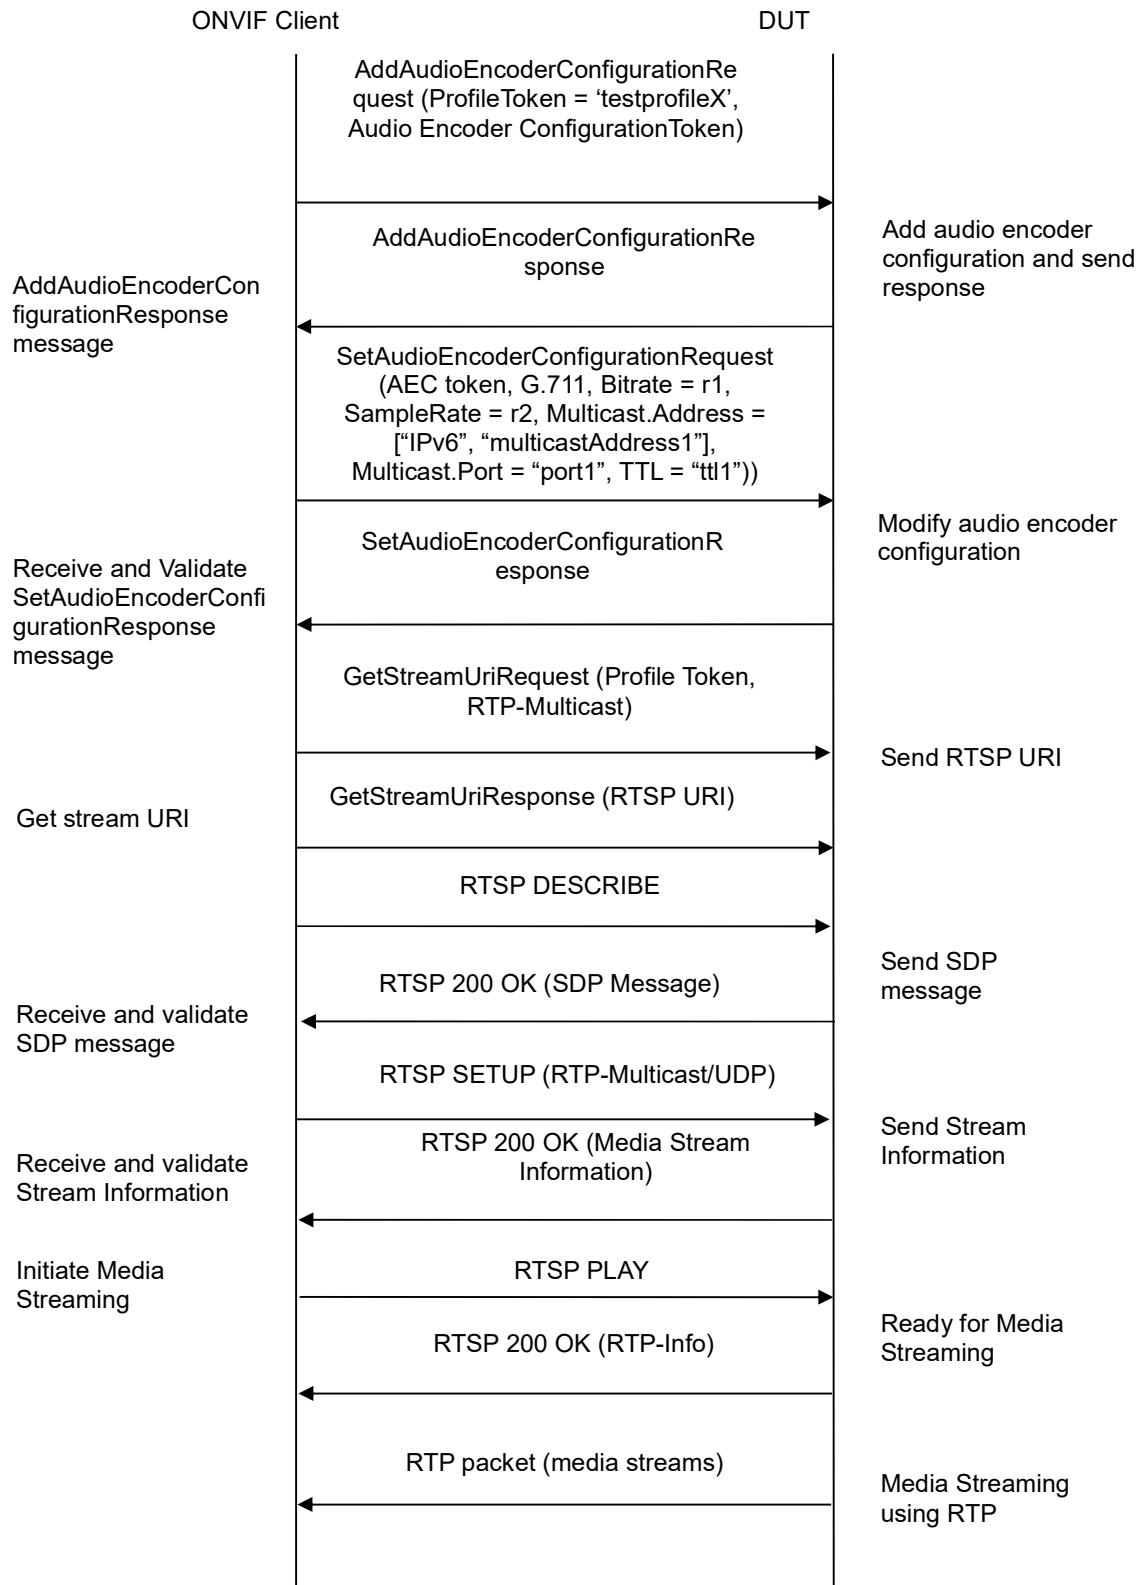 ONVIF Client
DUT
AddAudioEncoderConfigurationRe
quest (ProfileToken = ‘testprofileX’,
Audio Encoder ConfigurationToken)
Add audio encoder
configuration and send
response
AddAudioEncoderConfigurationRe
sponse
AddAudioEncoderCon
figurationResponse
message
SetAudioEncoderConfigurationRequest
(AEC token, G.711, Bitrate = r1,
SampleRate = r2, Multicast.Address =
[“IPv6”, “multicastAddress1”],
Multicast.Port = “port1”, TTL = “ttl1”))
Modify audio encoder
configuration
SetAudioEncoderConfigurationR
esponse
Receive and Validate
SetAudioEncoderConfi
gurationResponse
message
GetStreamUriRequest (Profile Token,
RTP-Multicast)
Send RTSP URI
GetStreamUriResponse (RTSP URI)
Get stream URI
RTSP DESCRIBE
Send SDP
message
RTSP 200 OK (SDP Message)
Receive and validate
SDP message
RTSP SETUP (RTP-Multicast/UDP)
Send Stream
Information
RTSP 200 OK (Media Stream
Information)
Receive and validate
Stream Information
Initiate Media
Streaming
RTSP PLAY
Ready for Media
Streaming
RTSP 200 OK (RTP-Info)
RTP packet (media streams)
Media Streaming
using RTP